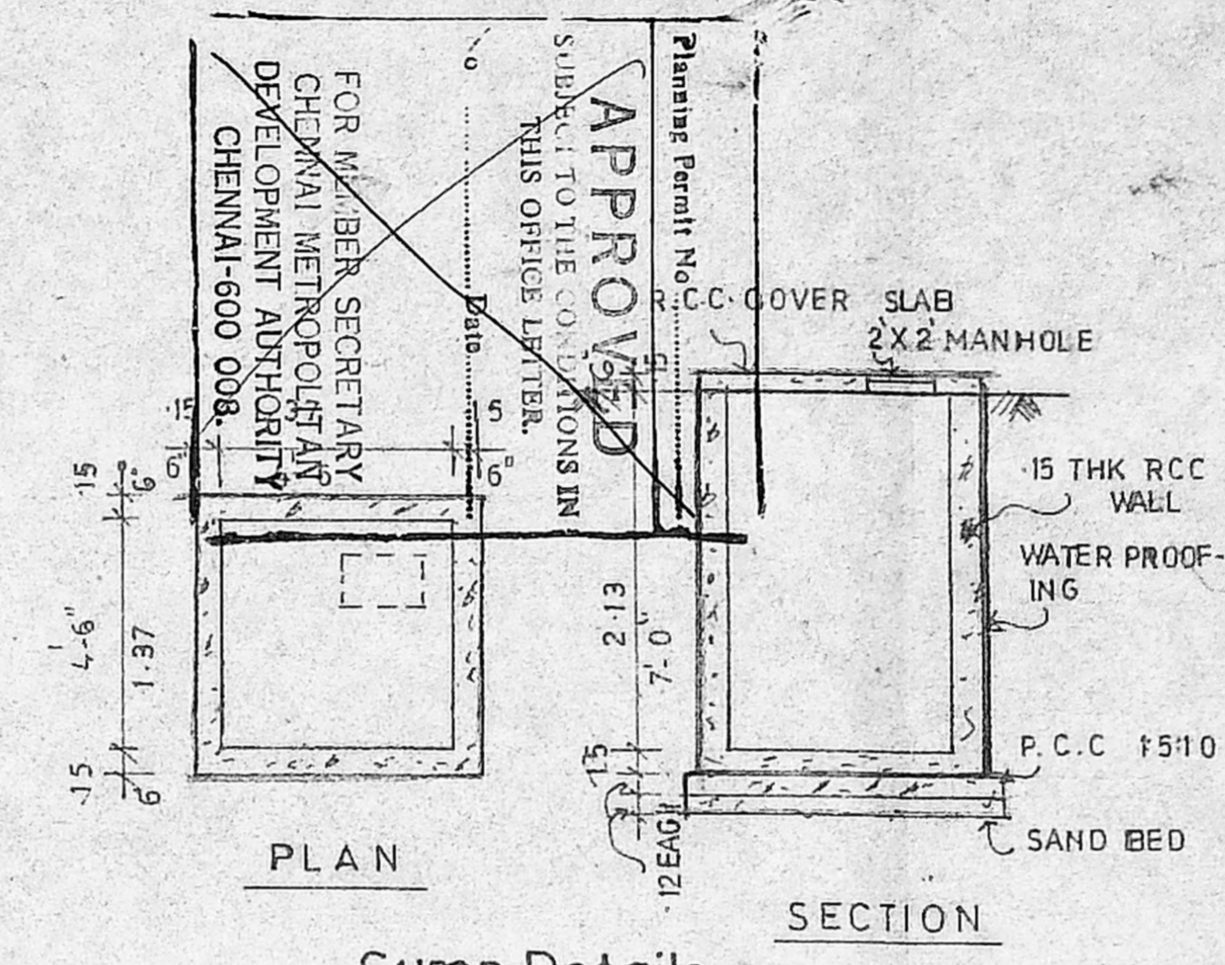 Planning Permit No
APPROVED
SUBJECT TO THE CONDITIONS IN
THIS OFFICE LETTER.
Date
FOR MEMBER SECRETARY
CHENNAI METROPOLITAN
DEVELOPMENT AUTHORITY
CHENNAI-600 008.
R.C.C. COVER SLAB
2'X2' MANHOLE
·15 THK RCC
WALL
WATER PROOF-
ING
P.C.C 1:5:10
SAND BED
·15
6"
·15
6"
4'-6"
1·37
·15
6"
6"
·15
2·13
7'-0"
·15
·12 EACH
PLAN
SECTION
Sump Details